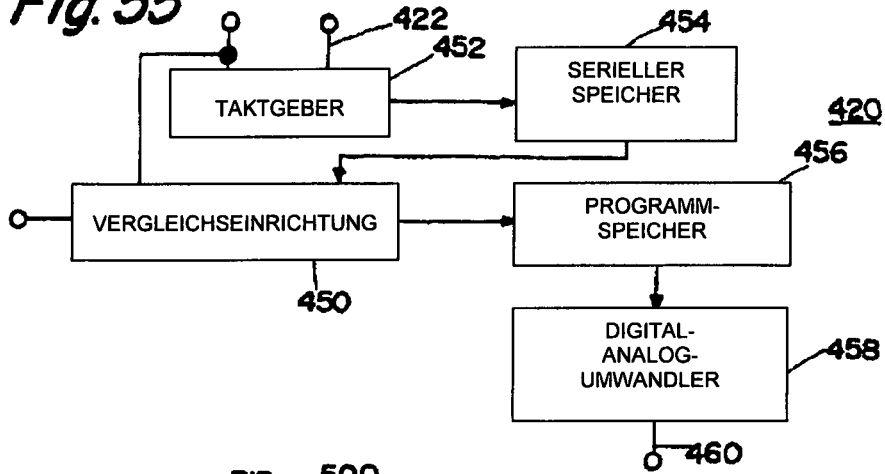 Fig. 55
422
452
454
TAKTGEBER
SERIELLER
SPEICHER
420
456
VERGLEICHSEINRICHTUNG
PROGRAMM-
SPEICHER
450
DIGITAL-
ANALOG-
UMWANDLER
458
460